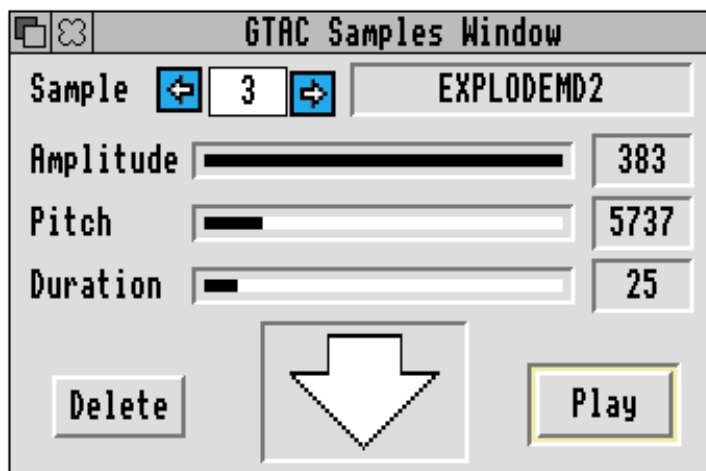 GTAC Samples Window
Sample 3 EXPLODEMD2
Amplitude 383
Pitch 5737
Duration 25
Delete Play